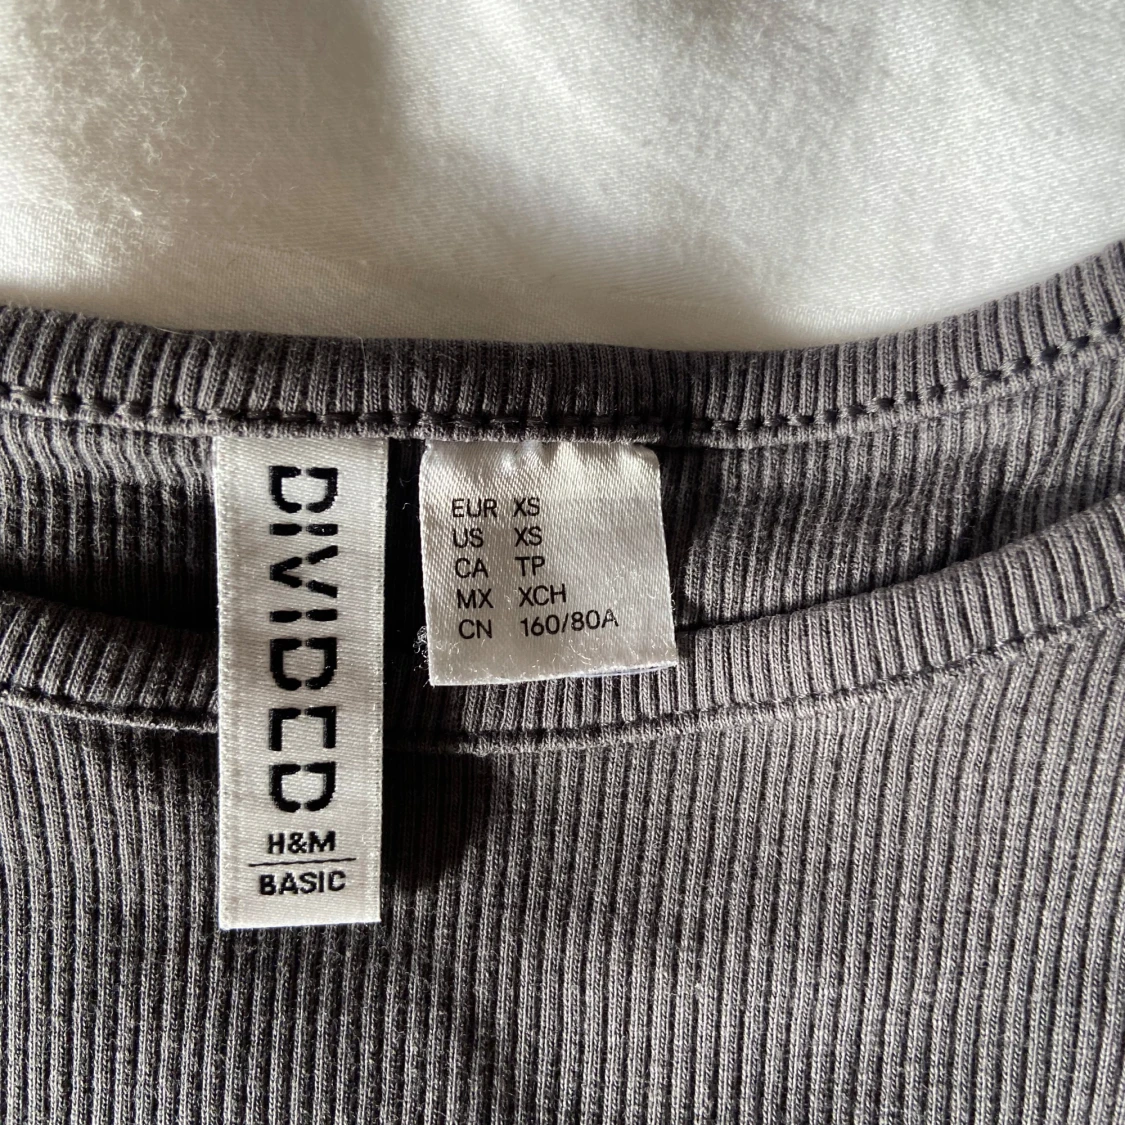 DIVIDED
H&M
BASIC
EUR XS
US XS
CA TP
MX XCH
CN 160/80A